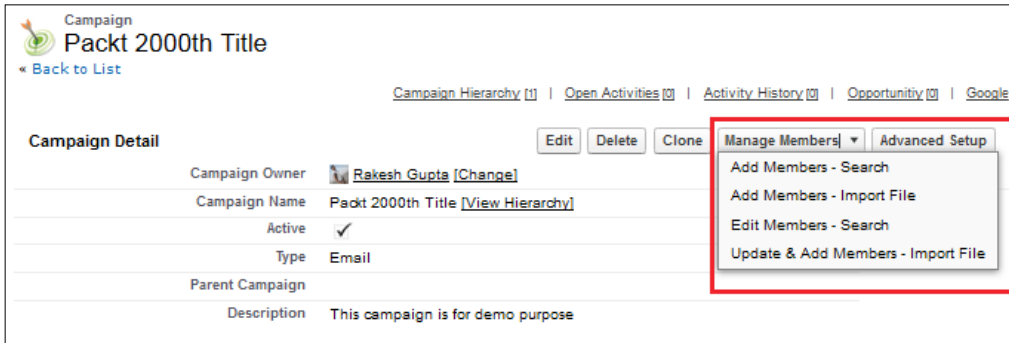 Campaign
Packt 2000th Title
« Back to List
Campaign Hierarchy [1] | Open Activities [0] | Activity History [0] | Opportunitiy [0] | Google
Campaign Detail Edit Delete Clone Manage Members ▼ Advanced Setup
Add Members - Search
Add Members - Import File
Edit Members - Search
Update & Add Members - Import File
Campaign Owner Rakesh Gupta [Change]
Campaign Name Packt 2000th Title [View Hierarchy]
Active ✓
Type Email
Parent Campaign
Description This campaign is for demo purpose